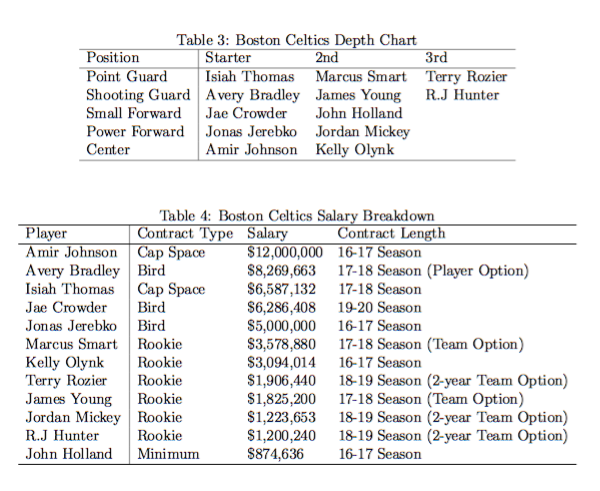 Table 3: Boston Celtics Depth Chart
Position Starter 2nd 3rd
Point Guard Isiah Thomas Marcus Smart Terry Rozier
Shooting Guard Avery Bradley James Young R.J Hunter
Small Forward Jae Crowder John Holland
Power Forward Jonas Jerebko Jordan Mickey
Center Amir Johnson Kelly Olynk
Table 4: Boston Celtics Salary Breakdown
Player Contract Type Salary Contract Length
Amir Johnson Cap Space $12,000,000 16-17 Season
Avery Bradley Bird $8,269,663 17-18 Season (Player Option)
Isiah Thomas Cap Space $6,587,132 17-18 Season
Jae Crowder Bird $6,286,408 19-20 Season
Jonas Jerebko Bird $5,000,000 16-17 Season
Marcus Smart Rookie $3,578,880 17-18 Season (Team Option)
Kelly Olynk Rookie $3,094,014 16-17 Season
Terry Rozier Rookie $1,906,440 18-19 Season (2-year Team Option)
James Young Rookie $1,825,200 17-18 Season (Team Option)
Jordan Mickey Rookie $1,223,653 18-19 Season (2-year Team Option)
R.J Hunter Rookie $1,200,240 18-19 Season (2-year Team Option)
John Holland Minimum $874,636 16-17 Season